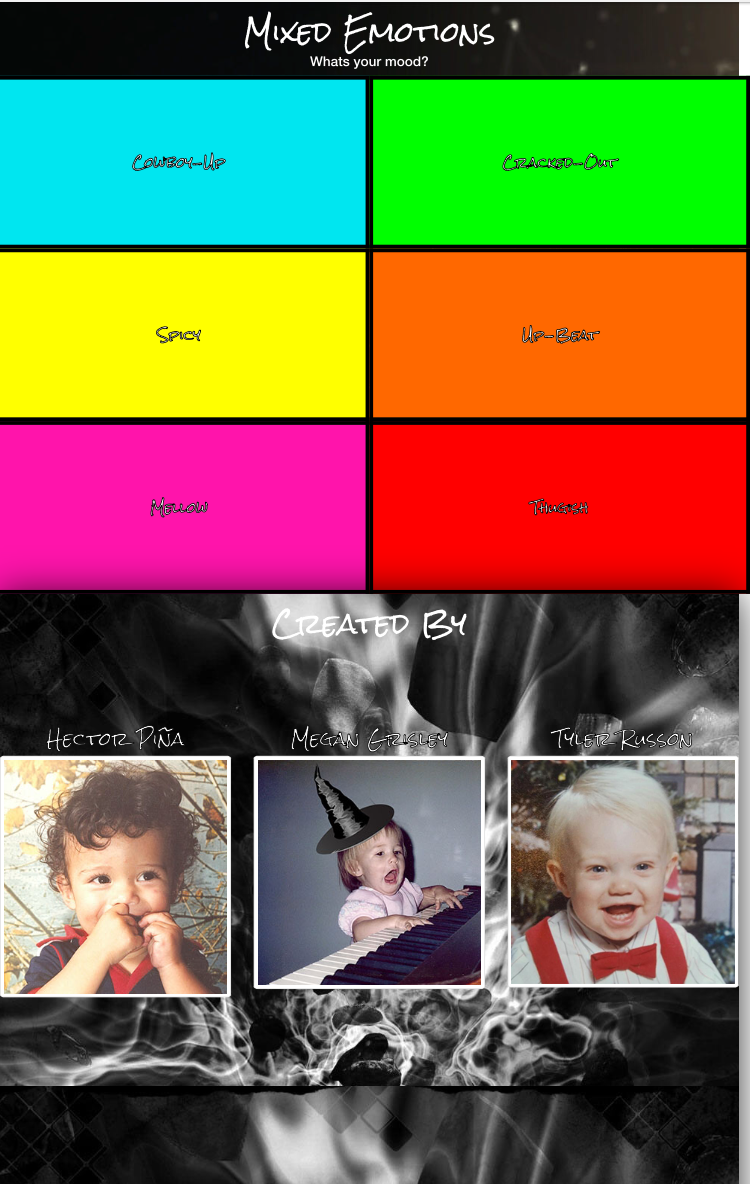 Mixed Emotions
Whats your mood?
Cowboy-Up
Cracked-Out
Spicy
Up-Beat
Mellow
Thugish
Created By
Hector Piña
Megan Grisley
Tyler Russon